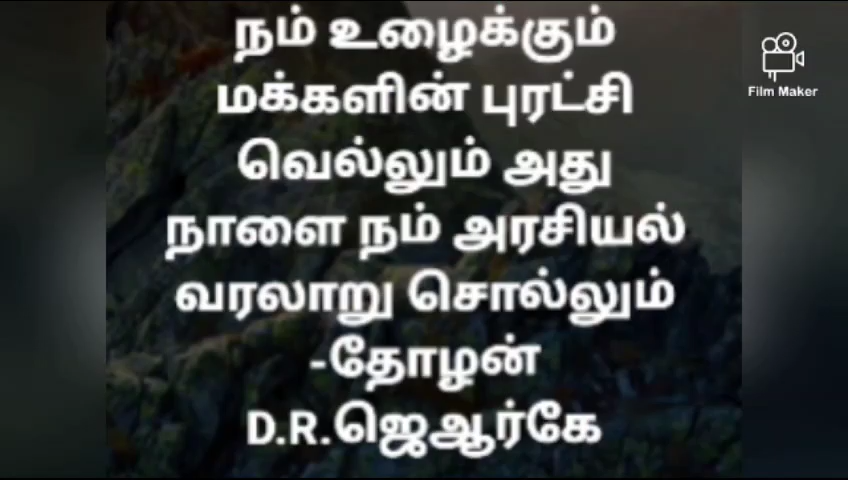 நம் உழைக்கும்
Film Maker
மக்களின் புரட்சி
வெல்லும் அது
நாளை நம் அரசியல்
வரலாறு சொல்லும்
-தோழன்
D.R.ஜெஆர்கே